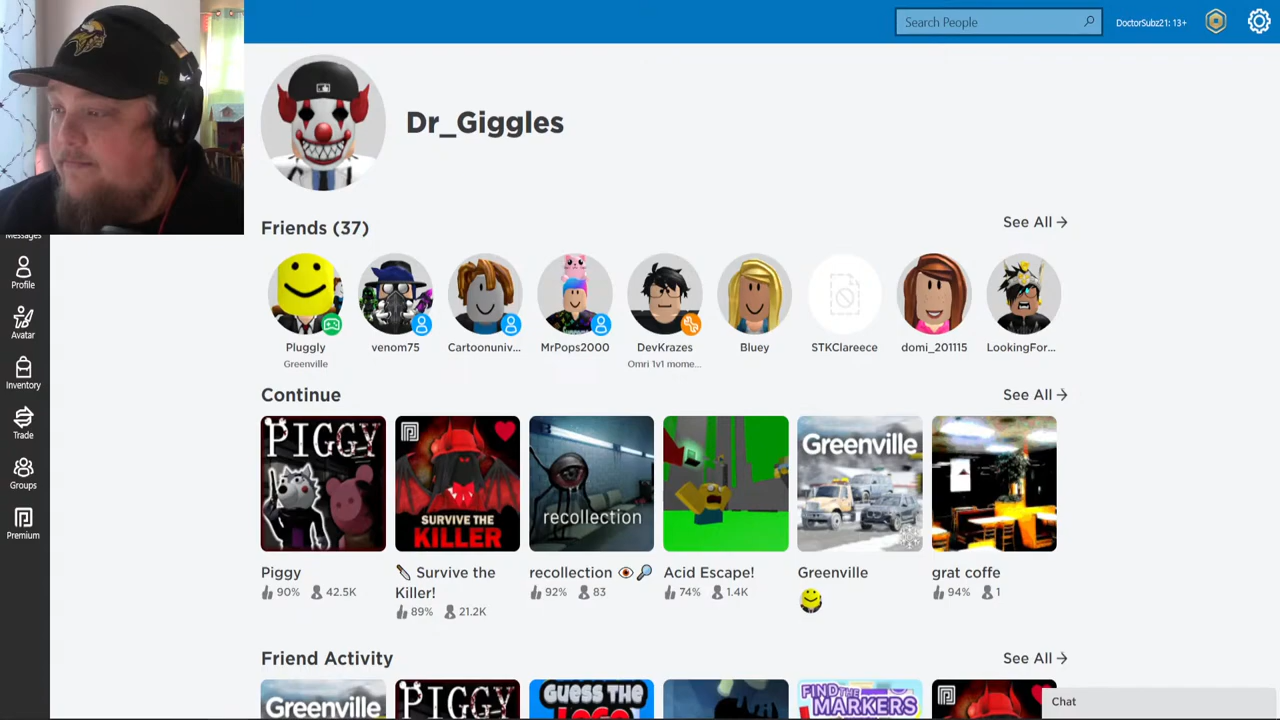 Search People
DoctorSubz21: 13+
Dr_Giggles
Messages
Profile
Avatar
Inventory
Trade
Groups
Premium
Friends (37)
See All
Pluggly
Greenville
venom75
Cartoonuniv...
MrPops2000
DevKrazes
Omri 1v1 mome...
Bluey
STKClareece
domi_201115
LookingFor...
Continue
See All
PIGGY
SURVIVE THE
KILLER
recollection
Greenville
Piggy
90% 42.5K
Survive the
Killer!
89% 21.2K
recollection
92% 83
Acid Escape!
74% 1.4K
Greenville
grat coffe
94% 1
Friend Activity
See All
Greenville
PIGGY
GUESS THE
LOGO
FIND THE
MARKERS
Chat